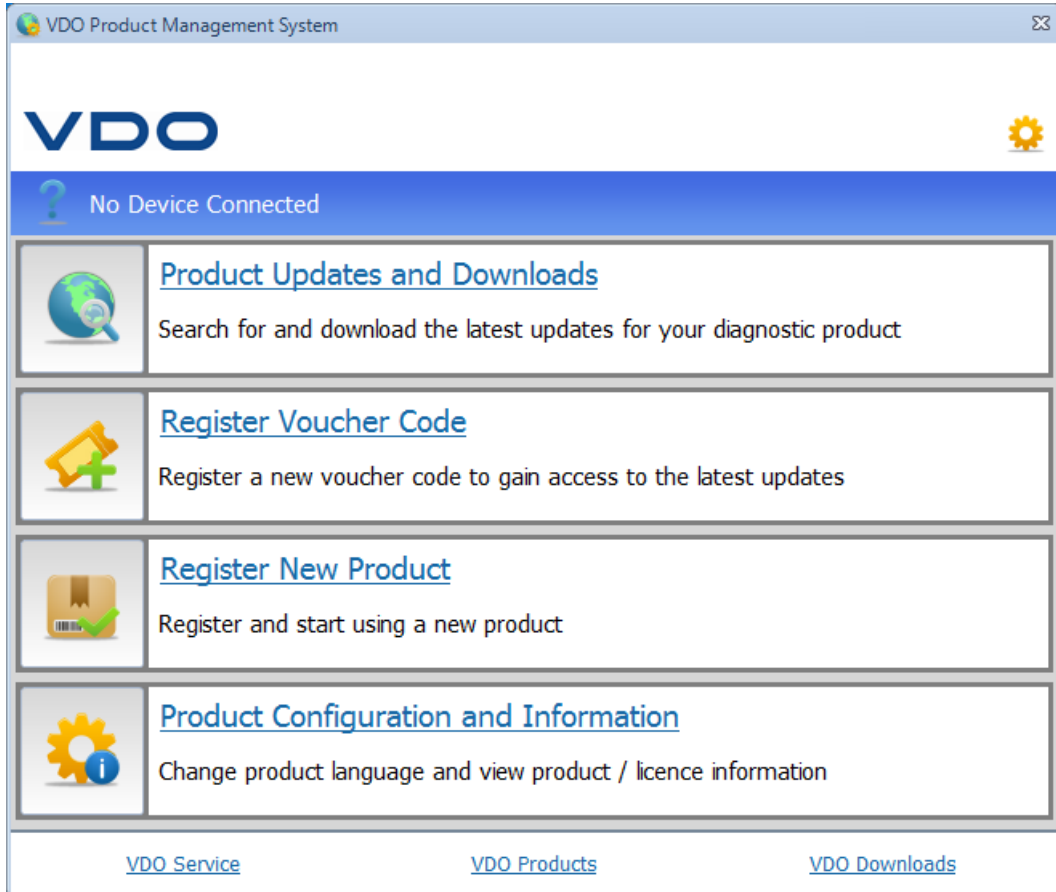 VDO Product Management System
VDO
No Device Connected
Product Updates and Downloads
Search for and download the latest updates for your diagnostic product
Register Voucher Code
Register a new voucher code to gain access to the latest updates
Register New Product
Register and start using a new product
Product Configuration and Information
Change product language and view product / licence information
VDO Service VDO Products VDO Downloads